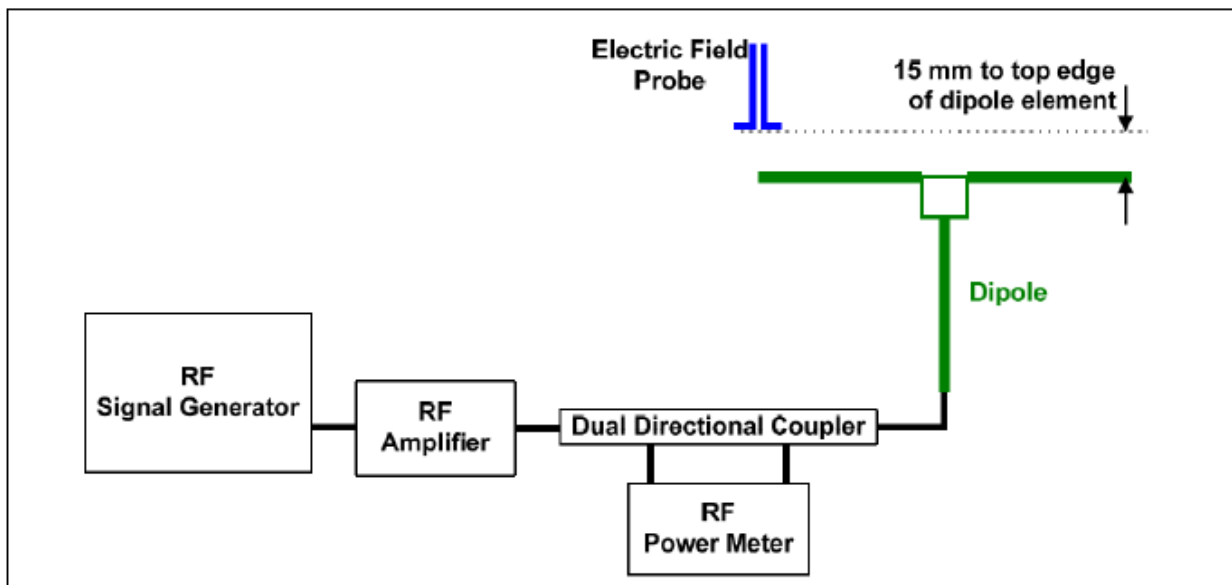 Electric Field
Probe
15 mm to top edge
of dipole element
Dipole
RF
Signal Generator
RF
Amplifier
Dual Directional Coupler
RF
Power Meter